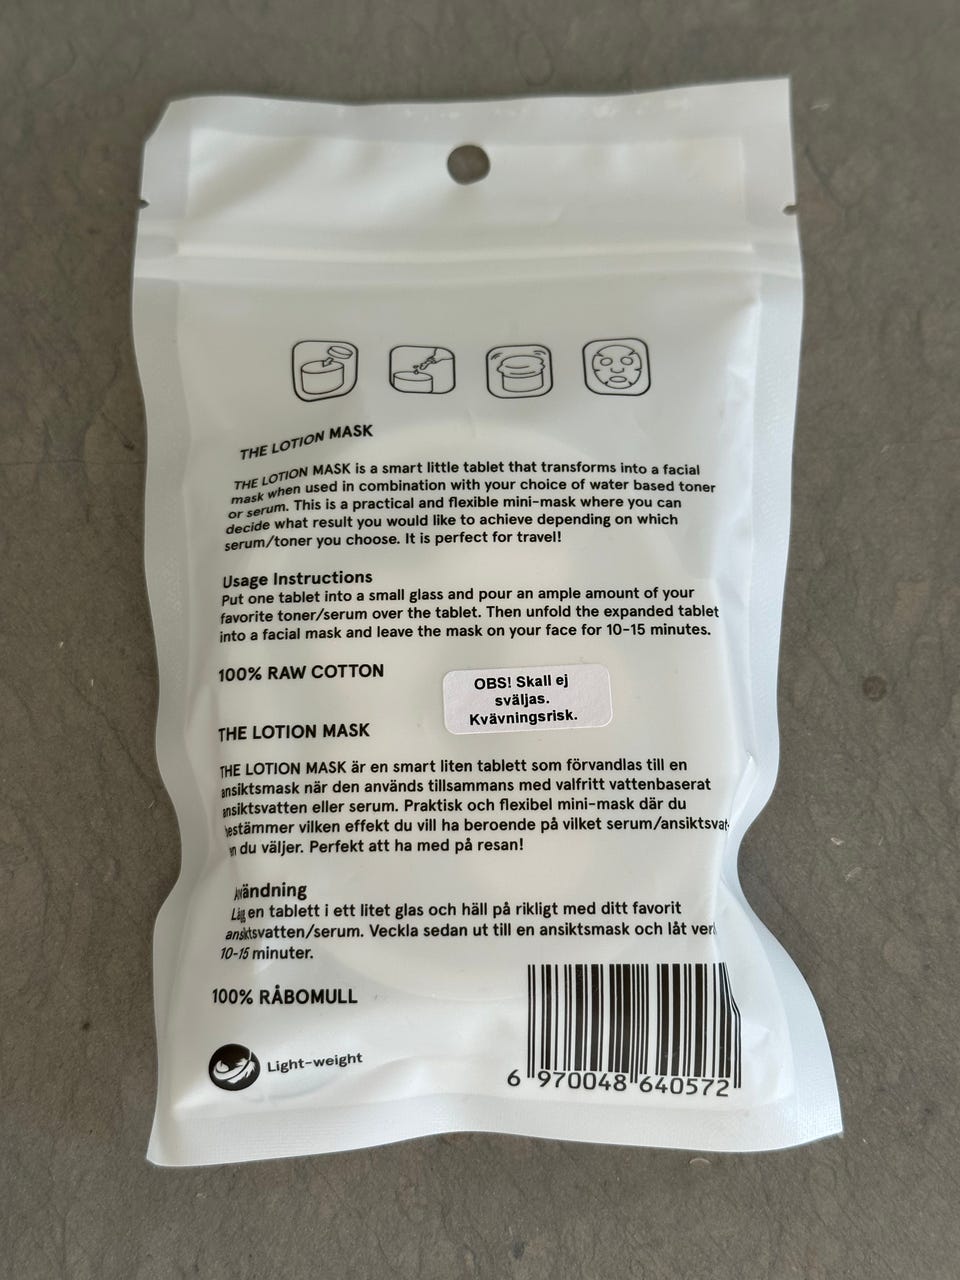 THE LOTION MASK
THE LOTION MASK is a smart little tablet that transforms into a facial
mask when used in combination with your choice of water based toner
or serum. This is a practical and flexible mini-mask where you can
decide what result you would like to achieve depending on which
serum/toner you choose. It is perfect for travel!
Usage Instructions
Put one tablet into a small glass and pour an ample amount of your
favorite toner/serum over the tablet. Then unfold the expanded tablet
into a facial mask and leave the mask on your face for 10-15 minutes.
100% RAW COTTON
OBS! Skall ej
sväljas.
Kvävningsrisk.
THE LOTION MASK
THE LOTION MASK är en smart liten tablett som förvandlas till en
ansiktsmask när den används tillsammans med valfritt vattenbaserat
ansiktsvatten eller serum. Praktisk och flexibel mini-mask där du
bestämmer vilken effekt du vill ha beroende på vilket serum/ansiktsvat-
en du väljer. Perfekt att ha med på resan!
Användning
Lägg en tablett i ett litet glas och häll på rikligt med ditt favorit
ansiktsvatten/serum. Veckla sedan ut till en ansiktsmask och låt ver
10-15 minuter.
100% RÅBOMULL
Light-weight
6 970048 640572